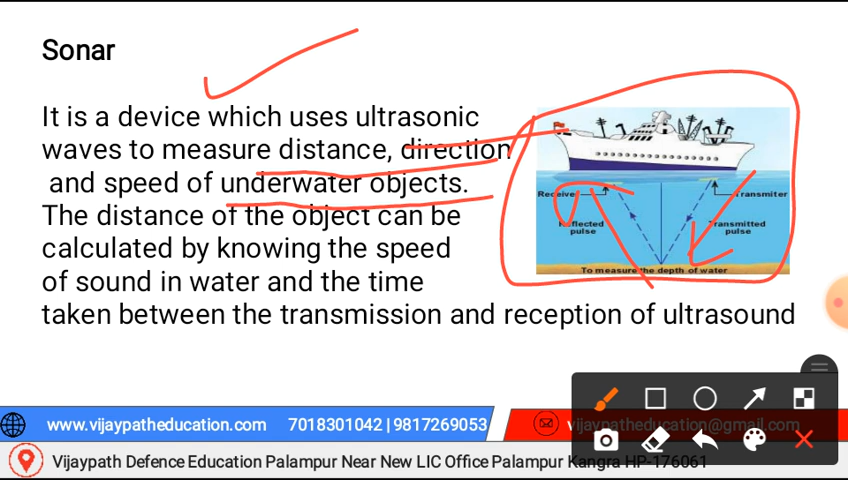 Sonar
It is a device which uses ultrasonic
waves to measure distance, direction
and speed of underwater objects.
The distance of the object can be
calculated by knowing the speed
of sound in water and the time
taken between the transmission and reception of ultrasound
Receiver
Transmiter
Reflected
pulse
Transmitted
pulse
To measure the depth of water
www.vijaypatheducation.com 7018301042 | 9817269053
vijaypatheducation@gmail.com
Vijaypath Defence Education Palampur Near New LIC Office Palampur Kangra HP-176061